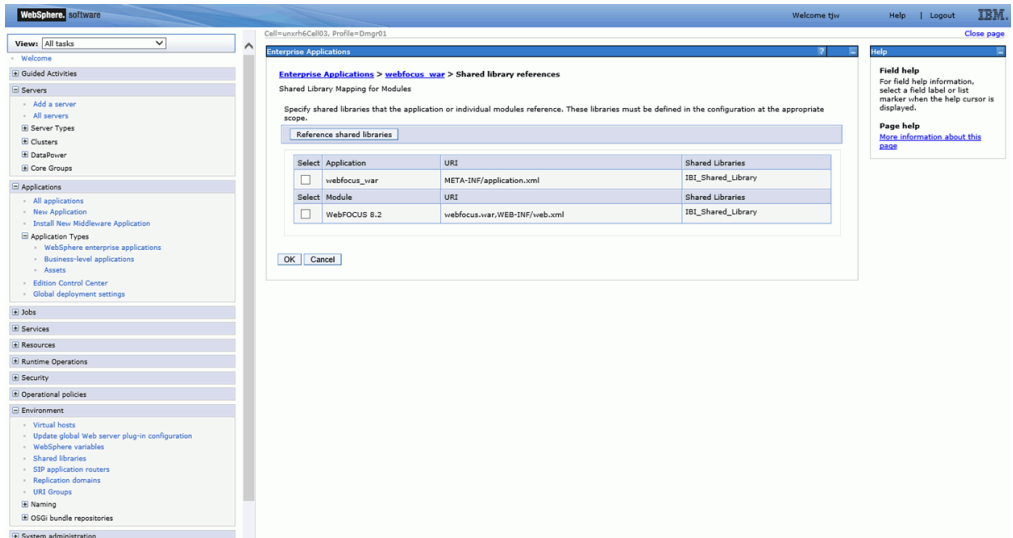 WebSphere. software
Welcome tjw
Help | Logout
IBM.
View: All tasks
Welcome
Guided Activities
Servers
Add a server
All servers
Server Types
Clusters
DataPower
Core Groups
Applications
All applications
New Application
Install New Middleware Application
Application Types
WebSphere enterprise applications
Business-level applications
Assets
Edition Control Center
Global deployment settings
Jobs
Services
Resources
Runtime Operations
Security
Operational policies
Environment
Virtual hosts
Update global Web server plug-in configuration
WebSphere variables
Shared libraries
SIP application routers
Replication domains
URI Groups
Naming
OSGi bundle repositories
System administration
Cell=unxrh6Cell03, Profile=Dmgr01
Close page
Enterprise Applications
?
Enterprise Applications > webfocus_war > Shared library references
Shared Library Mapping for Modules
Specify shared libraries that the application or individual modules reference. These libraries must be defined in the configuration at the appropriate
scope.
Reference shared libraries
Select Application URI Shared Libraries
webfocus_war META-INF/application.xml IBI_Shared_Library
Select Module URI Shared Libraries
WebFOCUS 8.2 webfocus.war,WEB-INF/web.xml IBI_Shared_Library
OK Cancel
Help
Field help
For field help information,
select a field label or list
marker when the help cursor is
displayed.
Page help
More information about this
page